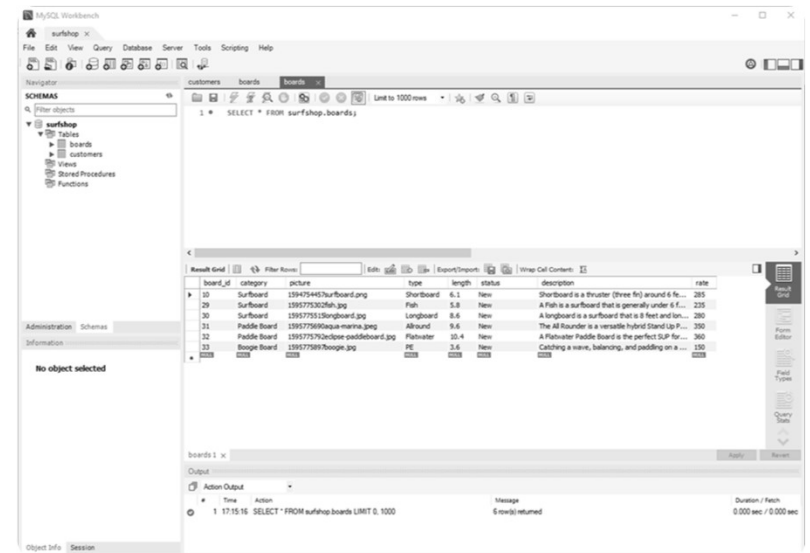 MySQL Workbench
surfshop ×
File Edit View Query Database Server Tools Scripting Help
Navigator
SCHEMAS
Filter objects
surfshop
Tables
boards
customers
Views
Stored Procedures
Functions
Administration Schemas
Information
No object selected
Object Info Session
customers boards boards ×
Limit to 1000 rows
1 SELECT * FROM surfshop.boards;
Result Grid Filter Rows: Edit: Export/Import: Wrap Cell Content:
board_id category picture type length status description rate
10 Surfboard 1594754457surfboard.png Shortboard 6.1 New Shortboard is a thruster (three fin) around 6 fe... 285
29 Surfboard 1595775302fish.jpg Fish 5.8 New A Fish is a surfboard that is generally under 6 f... 235
30 Surfboard 1595775515longboard.jpg Longboard 8.6 New A longboard is a surfboard that is 8 feet and lon... 280
31 Paddle Board 1595775690aqua-marina.jpeg Allround 9.6 New The All Rounder is a versatile hybrid Stand Up P... 350
32 Paddle Board 1595775792eclipse-paddleboard.jpg Flatwater 10.4 New A Flatwater Paddle Board is the perfect SUP for... 360
33 Boogie Board 1595775897boogie.jpg PE 3.6 New Catching a wave, balancing, and paddling on a ... 150
NULL NULL NULL NULL NULL NULL NULL NULL
Result Grid
Form Editor
Field Types
Query Stats
boards 1 × Apply Revert
Output
Action Output
# Time Action Message Duration / Fetch
1 17:15:16 SELECT * FROM surfshop.boards LIMIT 0, 1000 6 row(s) returned 0.000 sec / 0.000 sec